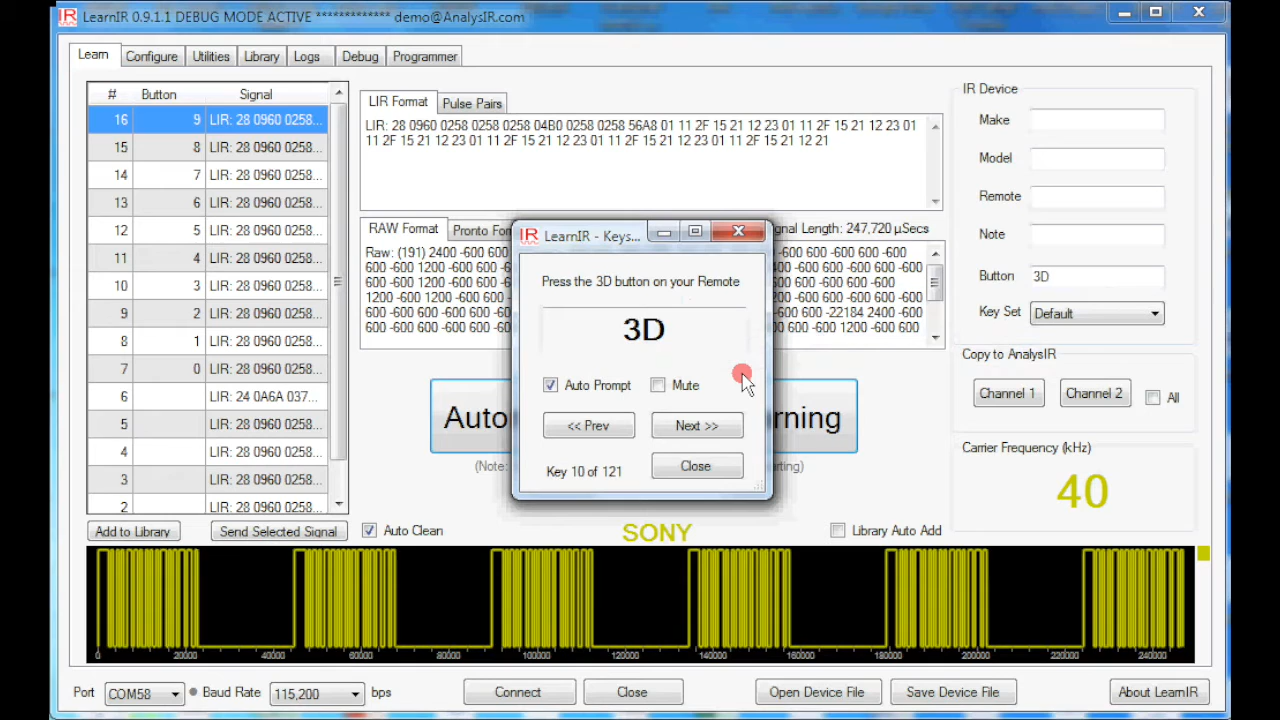 LearnIR 0.9.1.1 DEBUG MODE ACTIVE ************* demo@AnalysIR.com
Learn Configure Utilities Library Logs Debug Programmer
# Button Signal
16 9 LIR: 28 0960 0258...
15 8 LIR: 28 0960 0258...
14 7 LIR: 28 0960 0258...
13 6 LIR: 28 0960 0258...
12 5 LIR: 28 0960 0258...
11 4 LIR: 28 0960 0258...
10 3 LIR: 28 0960 0258...
9 2 LIR: 28 0960 0258...
8 1 LIR: 28 0960 0258...
7 0 LIR: 28 0960 0258...
6 LIR: 24 0A6A 037...
5 LIR: 28 0960 0258...
4 LIR: 28 0960 0258...
3 LIR: 28 0960 0258...
2 LIR: 28 0960 0258...
Add to Library Send Selected Signal
LIR Format Pulse Pairs
LIR: 28 0960 0258 0258 0258 04B0 0258 0258 56A8 01 11 2F 15 21 12 23 01 11 2F 15 21 12 23 01
11 2F 15 21 12 23 01 11 2F 15 21 12 23 01 11 2F 15 21 12 23 01 11 2F 15 21 12 21
RAW Format Pronto For
gnal Length: 247,720 µSecs
Raw: (191) 2400 -600 600 -600 600 -600 600
600 -600 1200 -600 600 -600 600 -600 600
600 -600 600 -600 1200 -600 600 -600
1200 -600 1200 -600 600 -600 1200 -600
600 -600 600 -600 600 600 -22184 2400 -600
600 -600 600 -600 600 -600 1200 -600 600
LearnIR - Keys...
Press the 3D button on your Remote
3D
Auto Prompt Mute
<< Prev Next >>
Key 10 of 121 Close
Auto rning
(Note: arting)
Auto Clean
SONY
Library Auto Add
IR Device
Make
Model
Remote
Note
Button 3D
Key Set Default
Copy to AnalysIR
Channel 1 Channel 2 All
Carrier Frequency (kHz)
40
0 20000 40000 60000 80000 100000 120000 140000 160000 180000 200000 220000 240000
Port COM58 Baud Rate 115,200 bps Connect Close Open Device File Save Device File About LearnIR